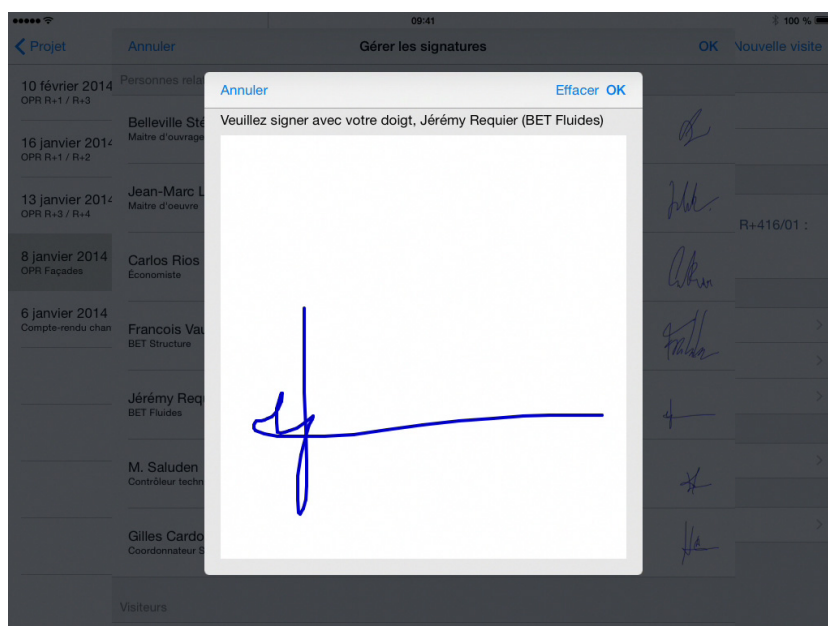 09:41
100 %
Projet
Annuler
Gérer les signatures
OK
Nouvelle visite
10 février 2014
OPR R+1 / R+3
16 janvier 2014
OPR R+1 / R+2
13 janvier 2014
OPR R+3 / R+4
8 janvier 2014
OPR Façades
6 janvier 2014
Compte-rendu chan
Personnes rela
Belleville Sté
Maitre d'ouvrage
Jean-Marc L
Maitre d'oeuvre
Carlos Rios
Économiste
Francois Vau
BET Structure
Jérémy Requ
BET Fluides
M. Saluden
Contrôleur techn
Gilles Cardo
Coordonnateur S
Visiteurs
Annuler
Effacer OK
Veuillez signer avec votre doigt, Jérémy Requier (BET Fluides)
R+416/01 :